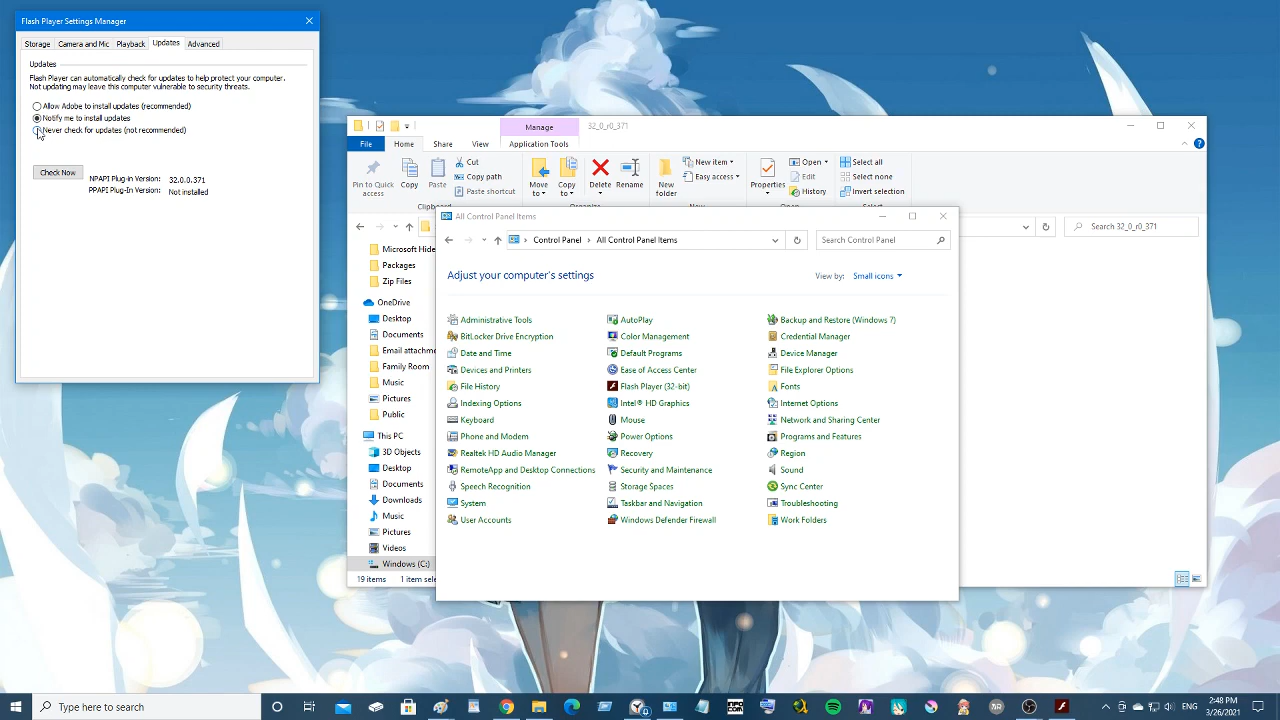 Flash Player Settings Manager
Storage Camera and Mic Playback Updates Advanced
Updates
Flash Player can automatically check for updates to help protect your computer.
Not updating may leave this computer vulnerable to security threats.
Allow Adobe to install updates (recommended)
Notify me to install updates
Never check for updates (not recommended)
Check Now
NPAPI Plug-in Version: 32.0.0.371
PPAPI Plug-in Version: Not installed
Manage 32_0_r0_371
File Home Share View Application Tools
Pin to Quick access
Copy
Paste
Cut
Copy path
Paste shortcut
Move to
Copy to
Delete
Rename
New folder
New item
Easy access
Properties
Open
Edit
History
Select all
Select none
Invert selection
Search 32_0_r0_371
Microsoft Hide
Packages
Zip Files
OneDrive
Desktop
Documents
Email attachme
Family Room
Music
Pictures
Public
This PC
3D Objects
Desktop
Documents
Downloads
Music
Pictures
Videos
Windows (C:)
19 items 1 item sele
All Control Panel Items
Control Panel All Control Panel Items
Search Control Panel
Adjust your computer's settings
View by: Small icons
Administrative Tools AutoPlay Backup and Restore (Windows 7)
BitLocker Drive Encryption Color Management Credential Manager
Date and Time Default Programs Device Manager
Devices and Printers Ease of Access Center File Explorer Options
File History Flash Player (32-bit) Fonts
Indexing Options Intel® HD Graphics Internet Options
Keyboard Mouse Network and Sharing Center
Phone and Modem Power Options Programs and Features
Realtek HD Audio Manager Recovery Region
RemoteApp and Desktop Connections Security and Maintenance Sound
Speech Recognition Storage Spaces Sync Center
System Taskbar and Navigation Troubleshooting
User Accounts Windows Defender Firewall Work Folders
Type here to search
ENG
2:48 PM
3/26/2021